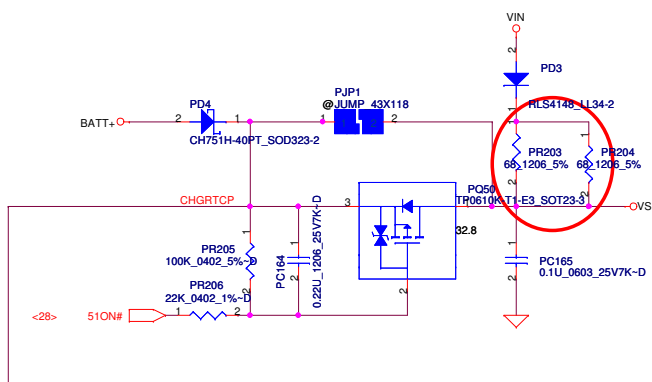 VIN
2
PD3
1
RLS4148_LL34-2
PJP1
@JUMP_43X118
1 2
2
PD4
BATT+
2
1
CH751H-40PT_SOD323-2
1
PR203
68_1206_5%
2
1
PR204
68_1206_5%
2
CHGRTCP
3
1
PQ50
TP0610K-T1-E3_SOT23-3
32.8
VS
2
PR205
100K_0402_5%~D
1
2
PC164
1
2
0.22U_1206_25V7K~D
PC165
0.1U_0603_25V7K~D
1
2
PR206
22K_0402_1%~D
<28>
51ON#
1
2